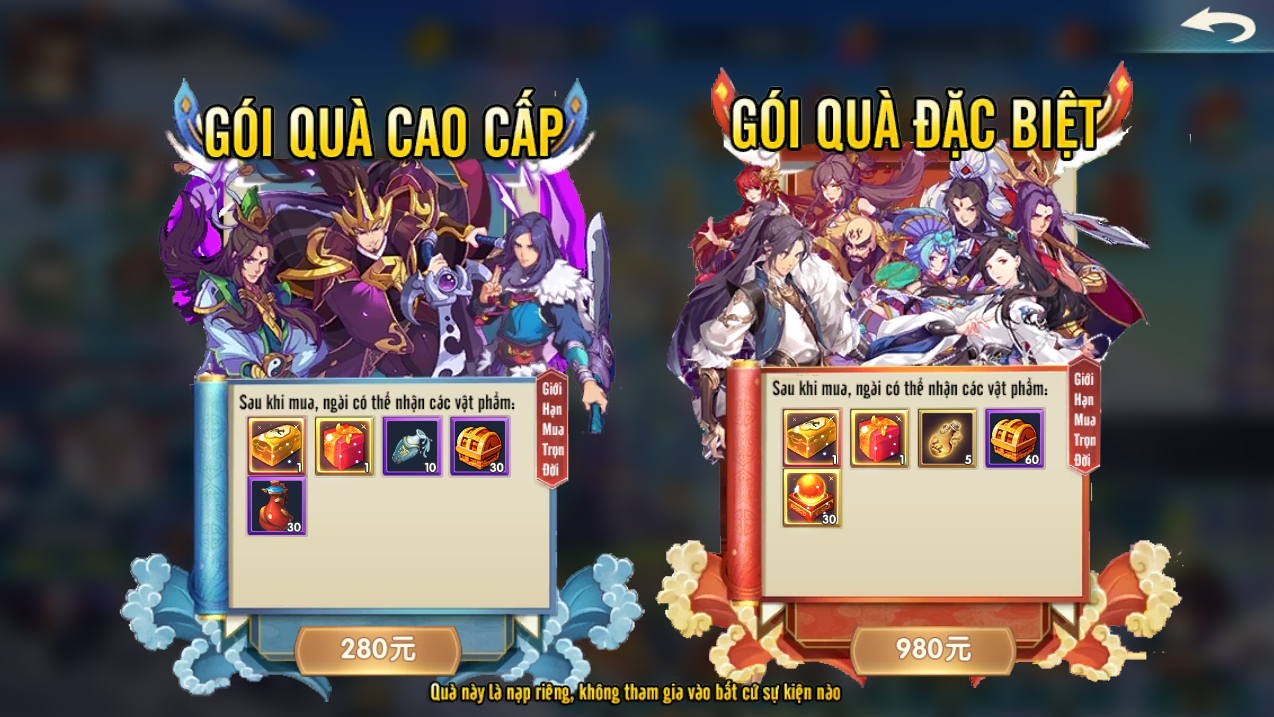 GÓI QUÀ CAO CẤP
Sau khi mua, ngài có thể nhận các vật phẩm:
Giới
Hạn
Mua
Trọn
Đời
1
1
10
30
30
280元
GÓI QUÀ ĐẶC BIỆT
Sau khi mua, ngài có thể nhận các vật phẩm:
Giới
Hạn
Mua
Trọn
Đời
1
1
5
60
30
980元
Quà này là nạp riêng, không tham gia vào bất cứ sự kiện nào